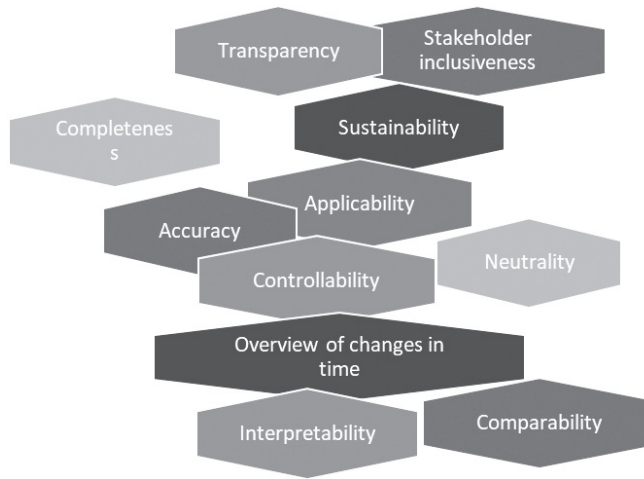 Transparency
Stakeholder
inclusiveness
Completenes
s
Sustainability
Applicability
Accuracy
Controllability
Neutrality
Overview of changes in
time
Interpretability
Comparability